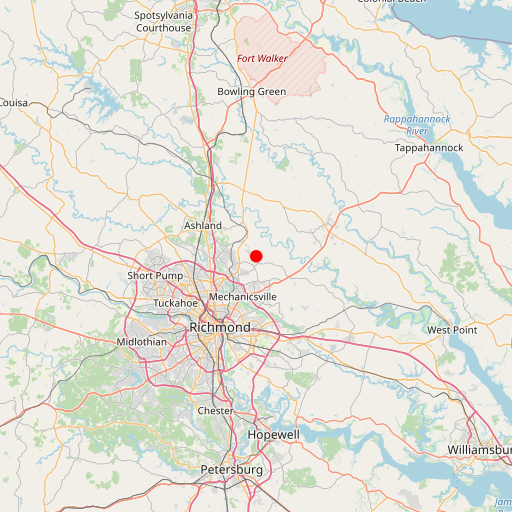 Colonial Beach
Spotsylvania
Courthouse
Fort Walker
Bowling Green
Louisa
Rappahannock
River
Tappahannock
Ashland
Short Pump
Mechanicsville
Tuckahoe
Richmond
West Point
Midlothian
Chester
Hopewell
Williamsbur
Petersburg
Jam